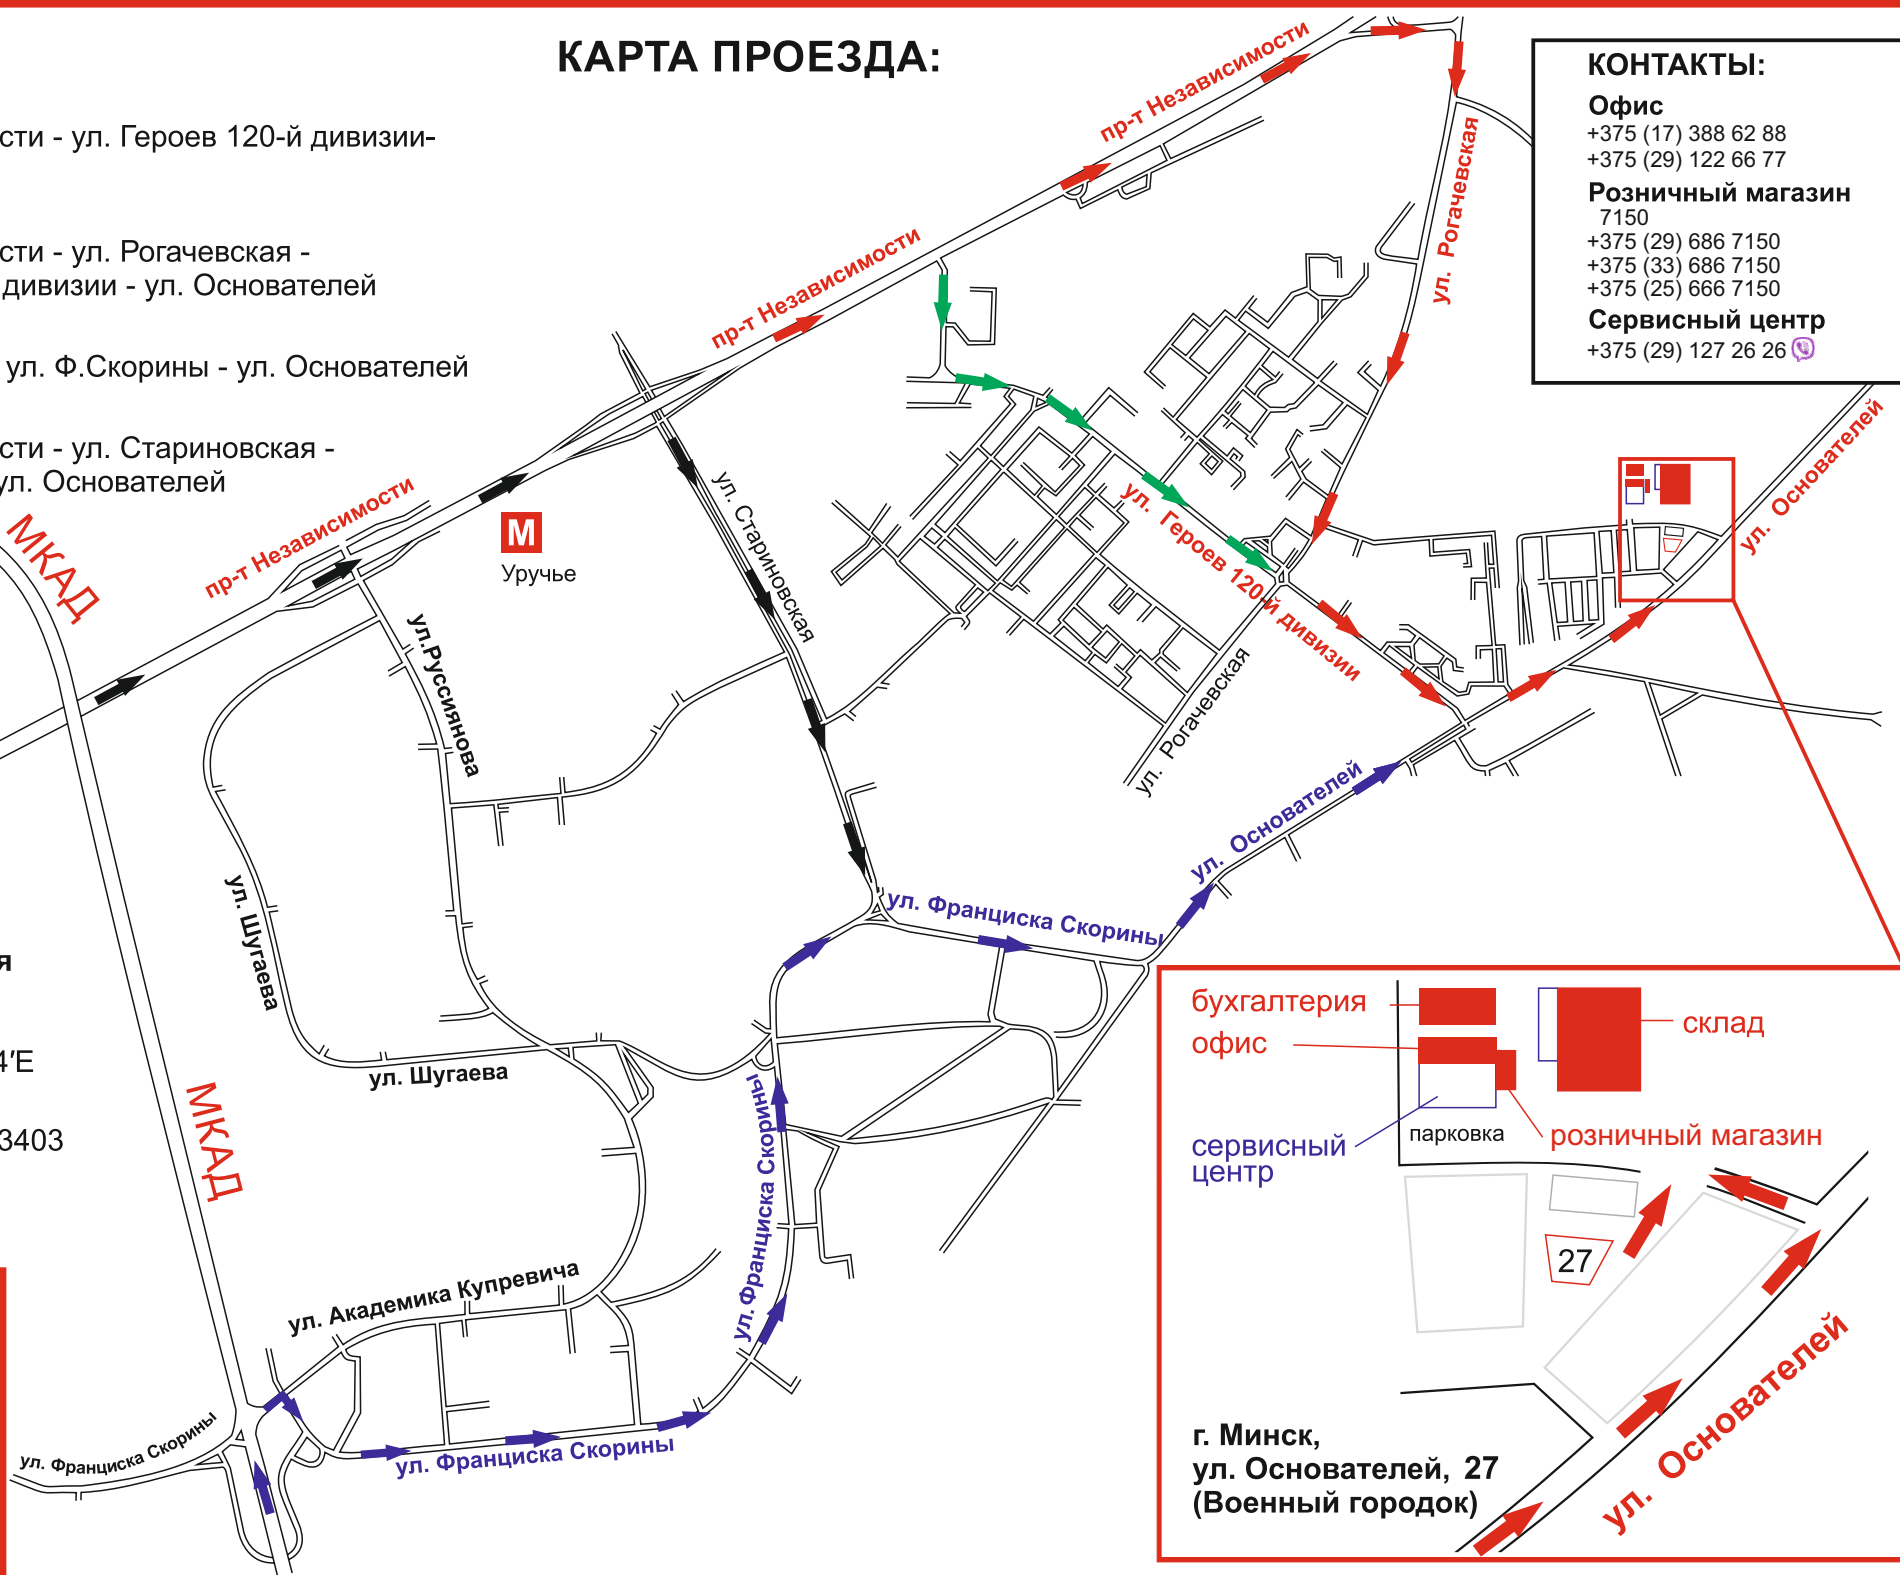 КАРТА ПРОЕЗДА:
сти - ул. Героев 120-й дивизии-
сти - ул. Рогачевская -
дивизии - ул. Основателей
ул. Ф.Скорины - ул. Основателей
сти - ул. Стариновская -
ул. Основателей
КОНТАКТЫ:
Офис
+375 (17) 388 62 88
+375 (29) 122 66 77
Розничный магазин
7150
+375 (29) 686 7150
+375 (33) 686 7150
+375 (25) 666 7150
Сервисный центр
+375 (29) 127 26 26
пр-т Независимости
пр-т Независимости
пр-т Независимости
ул. Рогачевская
ул. Основателей
МКАД
М
Уручье
ул. Стариновская
ул. Героев 120-й дивизии
ул.Руссиянова
ул. Рогачевская
ул. Основателей
ул. Франциска Скорины
ул. Шугаева
я
4'E
3403
ул. Шугаева
МКАД
ул. Франциска Скорины
ул. Академика Купревича
ул. Франциска Скорины
ул. Франциска Скорины
бухгалтерия
офис
склад
сервисный
центр
парковка
розничный магазин
27
ул. Основателей
г. Минск,
ул. Основателей, 27
(Военный городок)